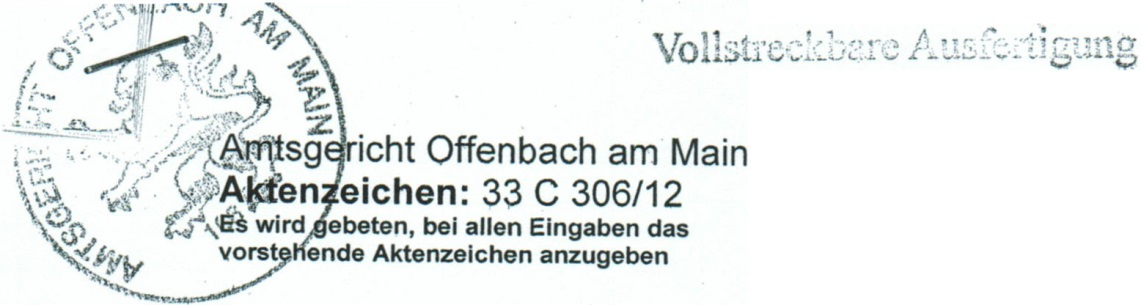 AMTSGERICHT OFFENBACH AM MAIN
Vollstreckbare Ausfertigung
Amtsgericht Offenbach am Main
Aktenzeichen: 33 C 306/12
Es wird gebeten, bei allen Eingaben das
vorstehende Aktenzeichen anzugeben